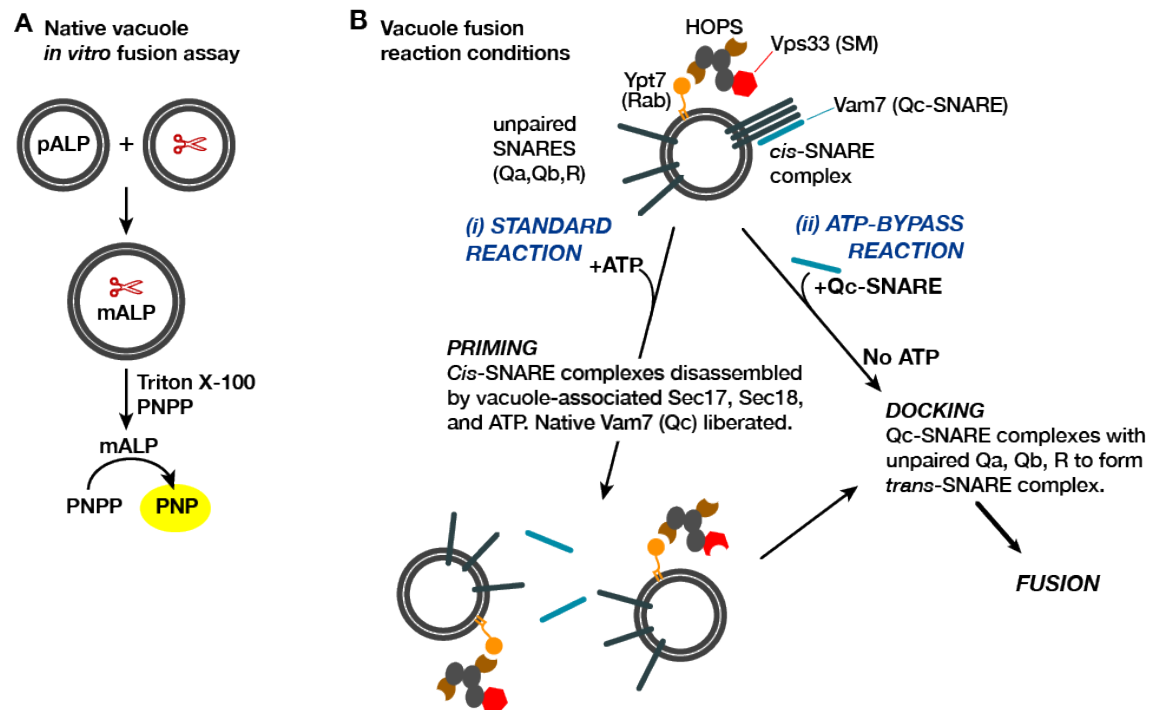 A Native vacuole
in vitro fusion assay
pALP
+
mALP
Triton X-100
PNPP
mALP
PNPP
PNP
B Vacuole fusion
reaction conditions
HOPS
Vps33 (SM)
Ypt7
(Rab)
Vam7 (Qc-SNARE)
unpaired
SNARES
(Qa,Qb,R)
cis-SNARE
complex
(i) STANDARD
REACTION
+ATP
(ii) ATP-BYPASS
REACTION
+Qc-SNARE
No ATP
PRIMING
Cis-SNARE complexes disassembled
by vacuole-associated Sec17, Sec18,
and ATP. Native Vam7 (Qc) liberated.
DOCKING
Qc-SNARE complexes with
unpaired Qa, Qb, R to form
trans-SNARE complex.
FUSION